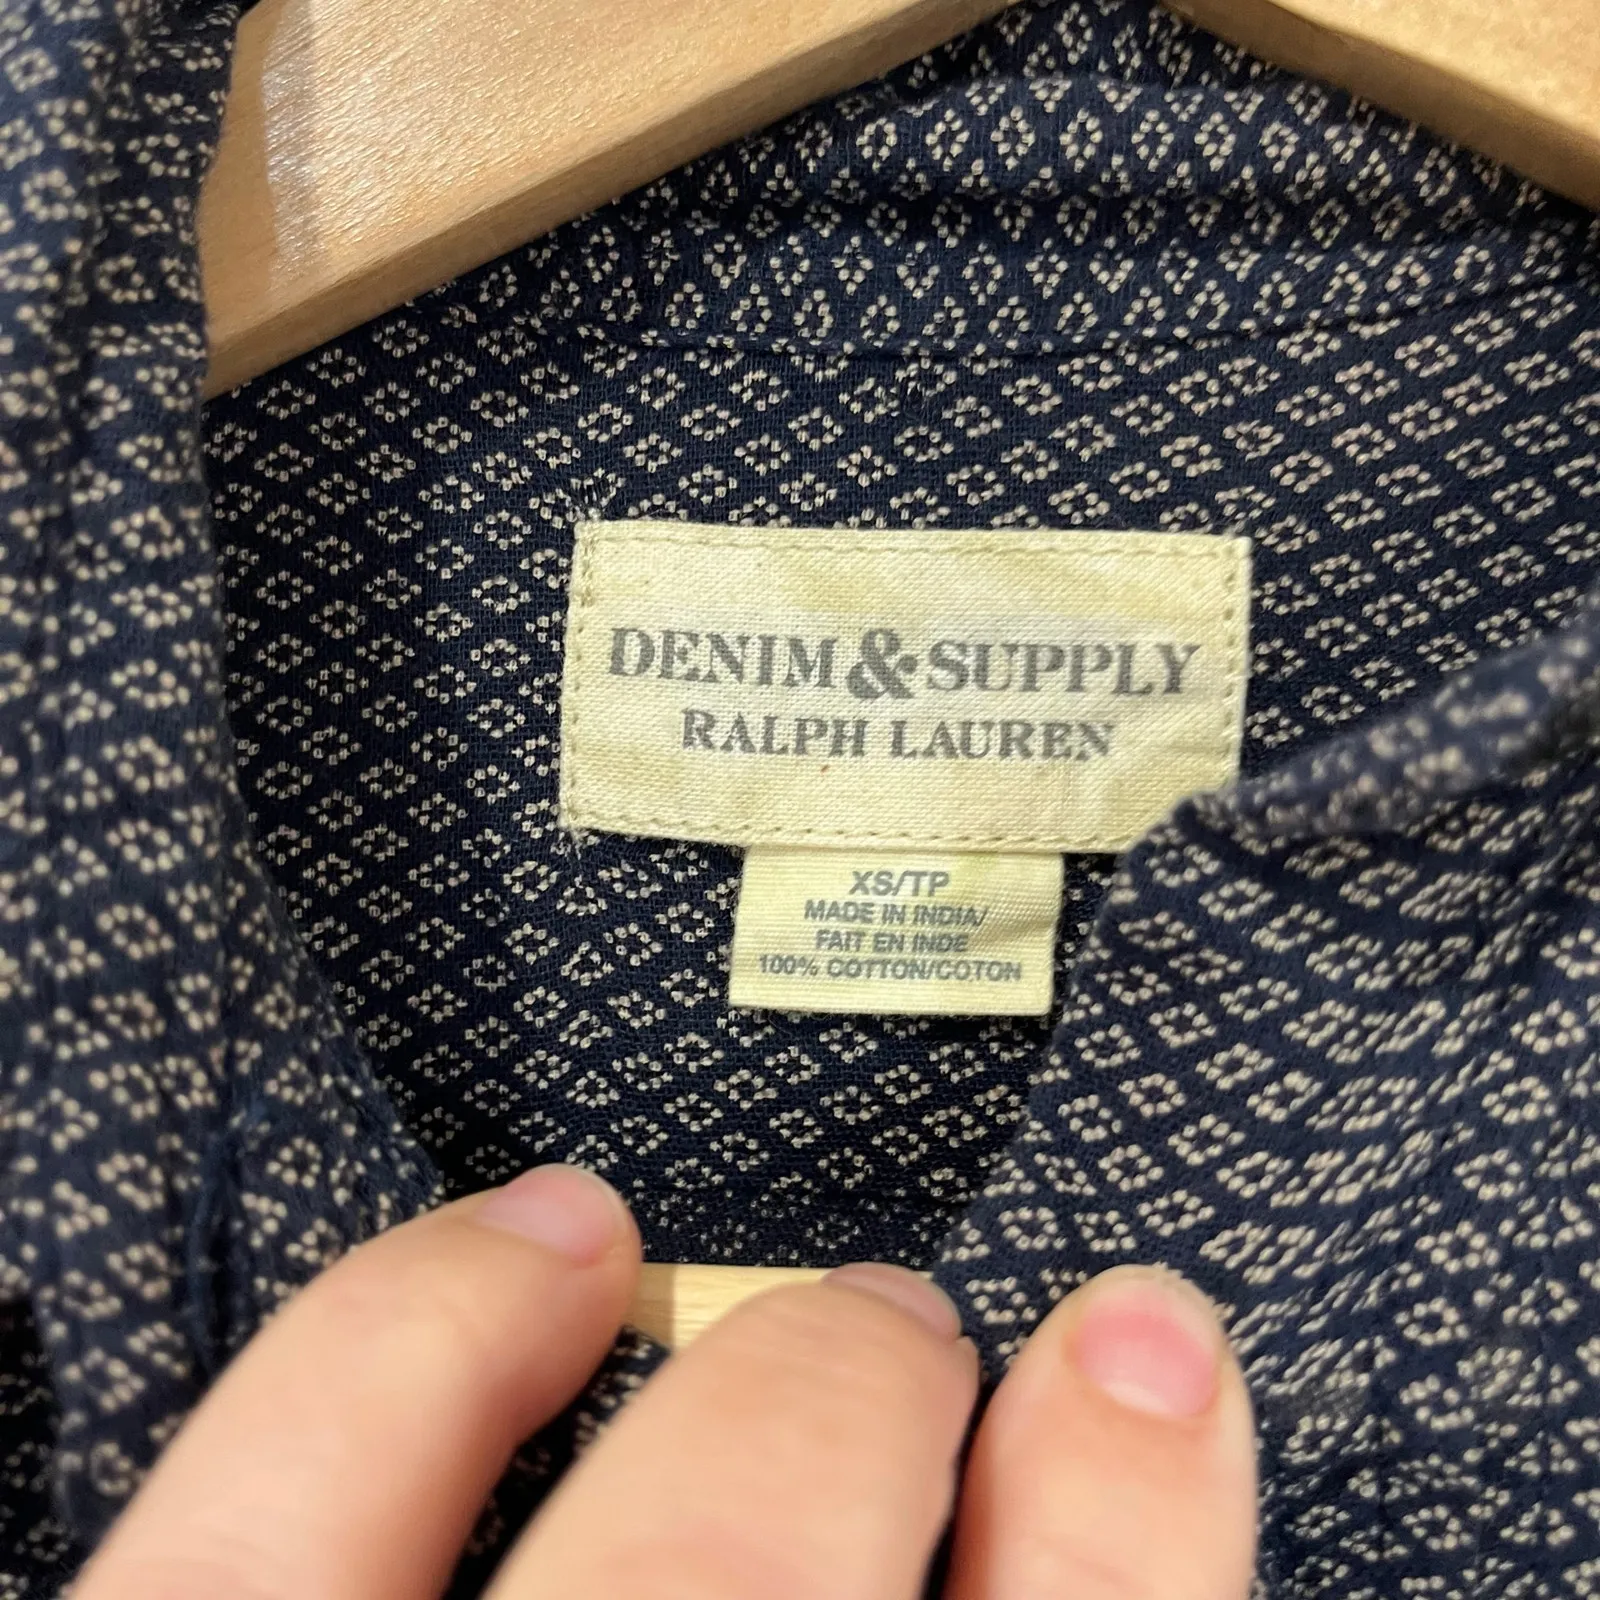 DENIM & SUPPLY
RALPH LAUREN
XS/TP
MADE IN INDIA/
FAIT EN INDE
100% COTTON/COTON